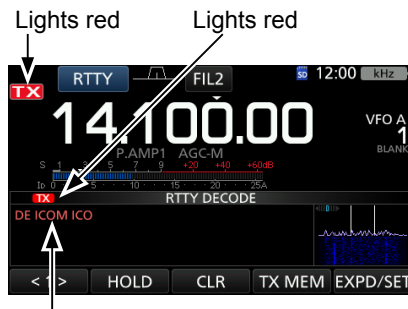 Lights red Lights red
TX RTTY FIL2 SD 12:00 kHz
14.100.00
VFO A
1
BLANK
P.AMP1 AGC-M
S 1 3 5 7 9 +20 +40 +60dB
ID 0 5 10 15 20 25A
TX RTTY DECODE
DE ICOM ICO
< 1 > HOLD CLR TX MEM EXPD/SET